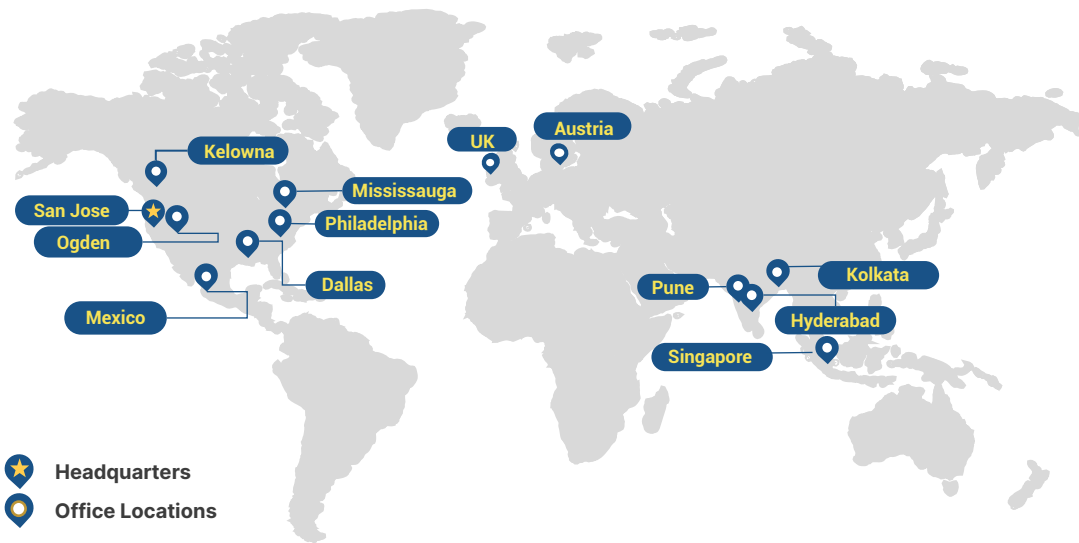 Austria
UK
Kelowna
Mississauga
San Jose
Philadelphia
Ogden
Kolkata
Dallas
Pune
Mexico
Hyderabad
Singapore
Headquarters
Office Locations